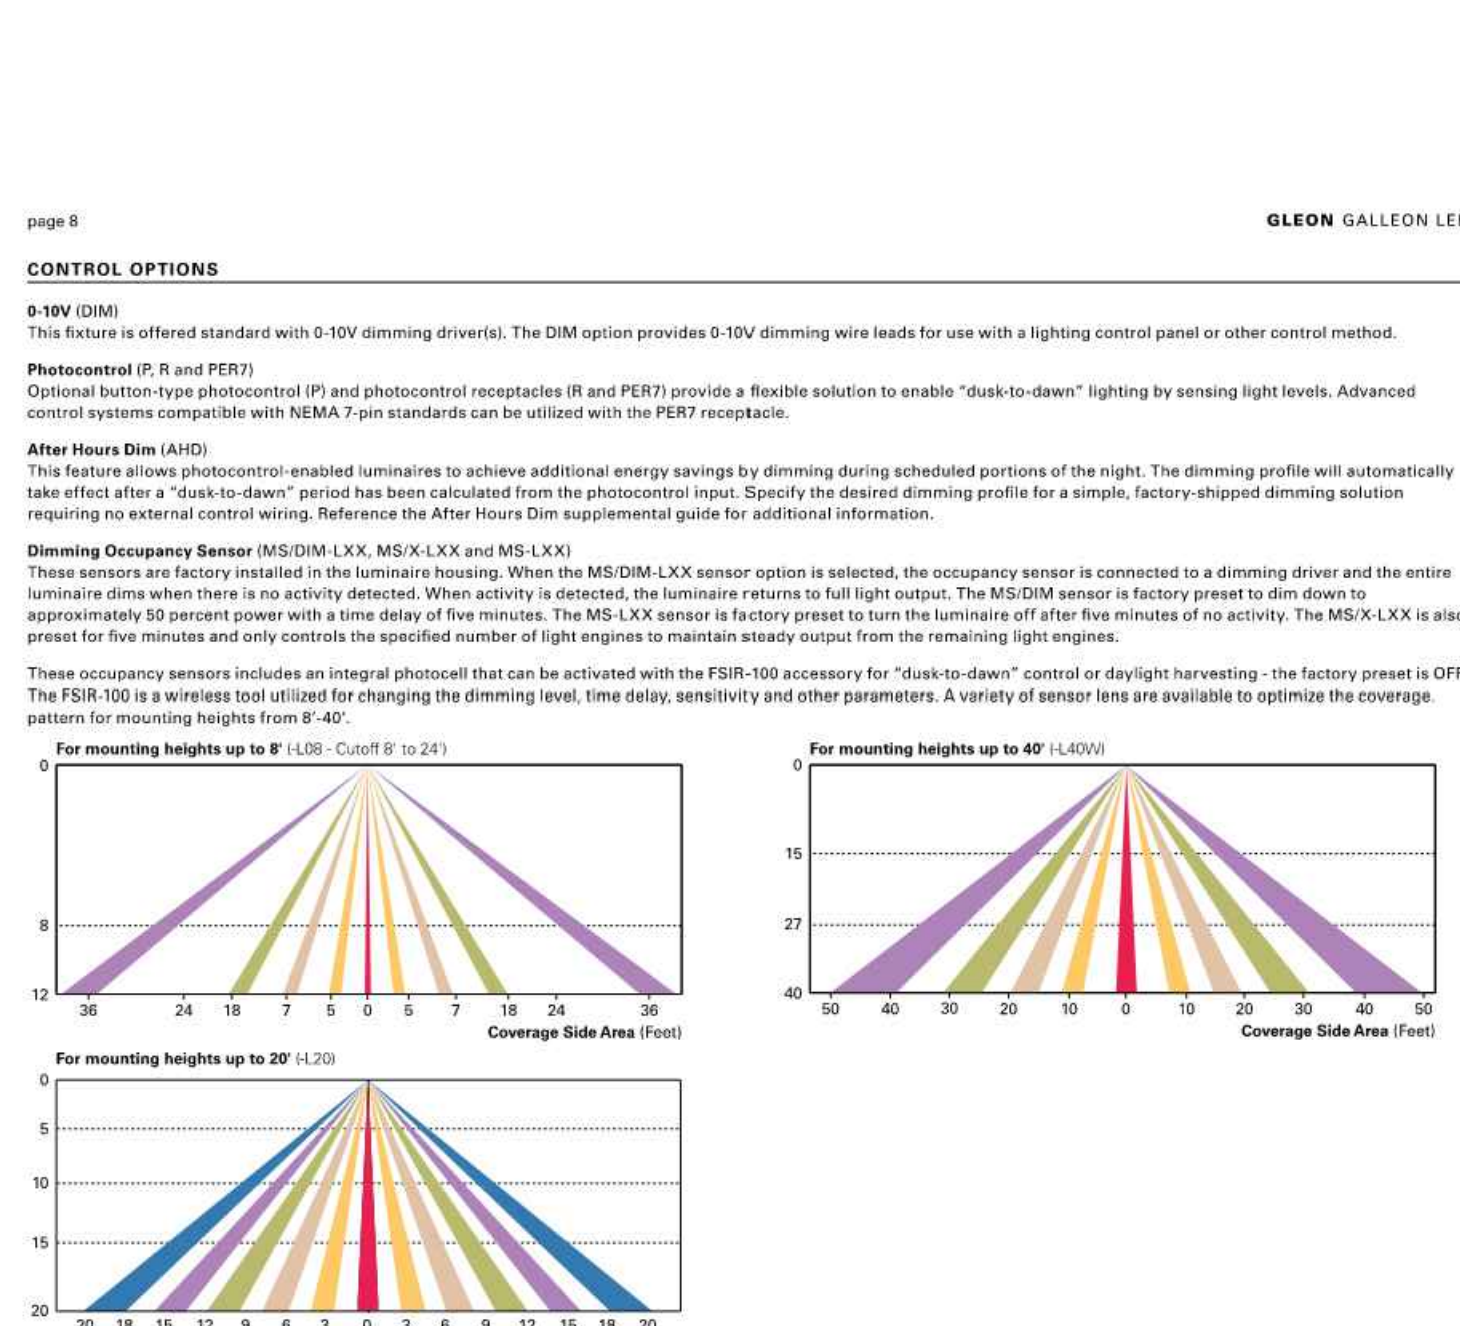 page 8
GLEON GALLEON LE
CONTROL OPTIONS
0-10V (DIM)
This fixture is offered standard with 0-10V dimming driver(s). The DIM option provides 0-10V dimming wire leads for use with a lighting control panel or other control method.
Photocontrol (P, R and PER7)
Optional button-type photocontrol (P) and photocontrol receptacles (R and PER7) provide a flexible solution to enable “dusk-to-dawn” lighting by sensing light levels. Advanced
control systems compatible with NEMA 7-pin standards can be utilized with the PER7 receptacle.
After Hours Dim (AHD)
This feature allows photocontrol-enabled luminaires to achieve additional energy savings by dimming during scheduled portions of the night. The dimming profile will automatically
take effect after a “dusk-to-dawn” period has been calculated from the photocontrol input. Specify the desired dimming profile for a simple, factory-shipped dimming solution
requiring no external control wiring. Reference the After Hours Dim supplemental guide for additional information.
Dimming Occupancy Sensor (MS/DIM-LXX, MS/X-LXX and MS-LXX)
These sensors are factory installed in the luminaire housing. When the MS/DIM-LXX sensor option is selected, the occupancy sensor is connected to a dimming driver and the entire
luminaire dims when there is no activity detected. When activity is detected, the luminaire returns to full light output. The MS/DIM sensor is factory preset to dim down to
approximately 50 percent power with a time delay of five minutes. The MS-LXX sensor is factory preset to turn the luminaire off after five minutes of no activity. The MS/X-LXX is also
preset for five minutes and only controls the specified number of light engines to maintain steady output from the remaining light engines.
These occupancy sensors includes an integral photocell that can be activated with the FSIR-100 accessory for “dusk-to-dawn” control or daylight harvesting - the factory preset is OFF
The FSIR-100 is a wireless tool utilized for changing the dimming level, time delay, sensitivity and other parameters. A variety of sensor lens are available to optimize the coverage
pattern for mounting heights from 8'-40'.
For mounting heights up to 8' (-L08 - Cutoff 8' to 24')
0
8
12
36 24 18 7 5 0 5 7 18 24 36
Coverage Side Area (Feet)
For mounting heights up to 40' (-L40W)
0
15
27
40
50 40 30 20 10 0 10 20 30 40 50
Coverage Side Area (Feet)
For mounting heights up to 20' (-L20)
0
5
10
15
20
20 18 15 12 9 6 3 0 3 6 9 12 15 18 20